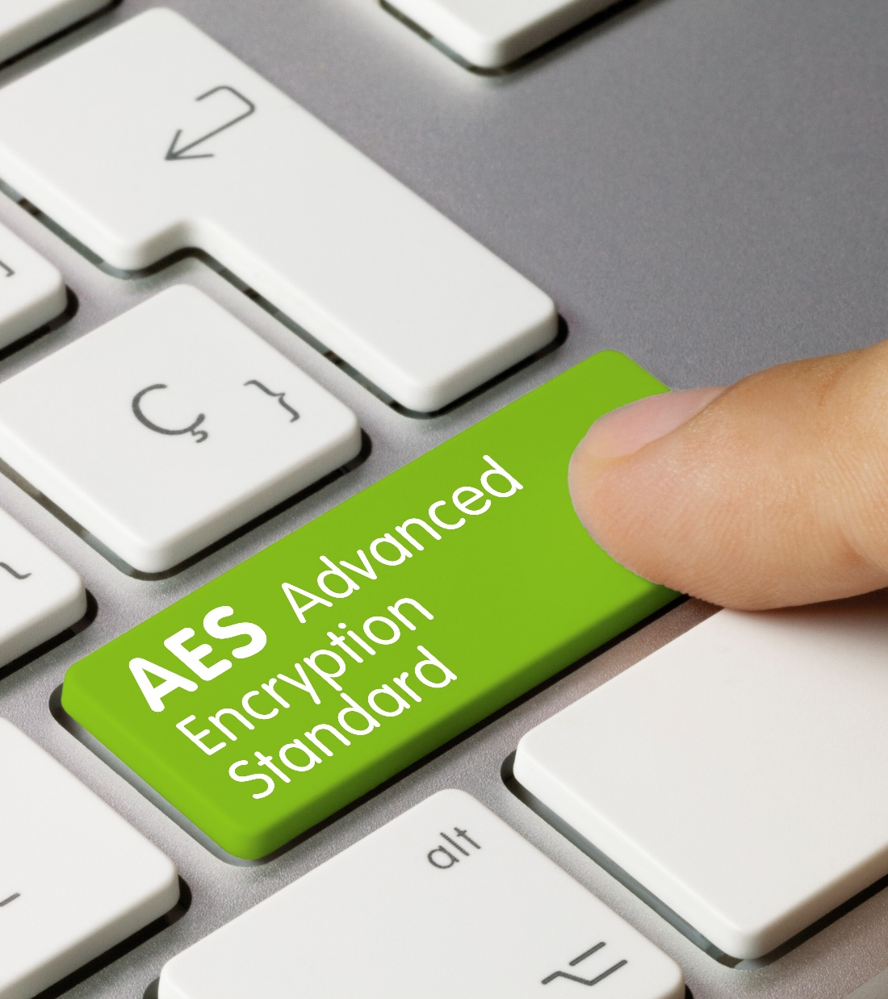 Ç }
AES Advanced
Encryption
Standard
alt